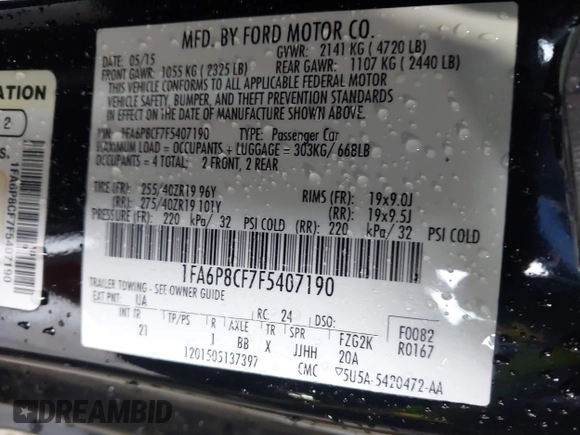 MFD. BY FORD MOTOR CO.
DATE: 05/15 GVWR: 2141 KG ( 4720 LB)
FRONT GAWR: 1055 KG ( 2325 LB) REAR GAWR: 1107 KG ( 2440 LB)
THIS VEHICLE CONFORMS TO ALL APPLICABLE FEDERAL MOTOR
VEHICLE SAFETY, BUMPER, AND THEFT PREVENTION STANDARDS
IN EFFECT ON THE DATE OF MANUFACTURE SHOWN ABOVE.
VIN: 1FA6P8CF7F5407190 TYPE: Passenger Car
MAXIMUM LOAD = OCCUPANTS + LUGGAGE = 303KG/ 668LB
OCCUPANTS = 4 TOTAL: 2 FRONT, 2 REAR
TIRE (FR): 255/40ZR19 96Y RIMS (FR): 19x9.0J
(RR): 275/40ZR19 101Y (RR): 19x9.5J
PRESSURE (FR): 220 kPa/ 32 PSI COLD (RR): 220 kPa/ 32 PSI COLD
1FA6P8CF7F5407190
TRAILER TOWING - SEE OWNER GUIDE
EXT PNT: UA RC: 24 DSO:
INT TR TP/PS R AXLE TR SPR FZG2K F0082
21 J BB X JJHH 20A R0167
1201505137397 CMC ▽5U5A-5420472-AA
ATION
2
S.
1FA6P8CF7F5407190
DREAMBID